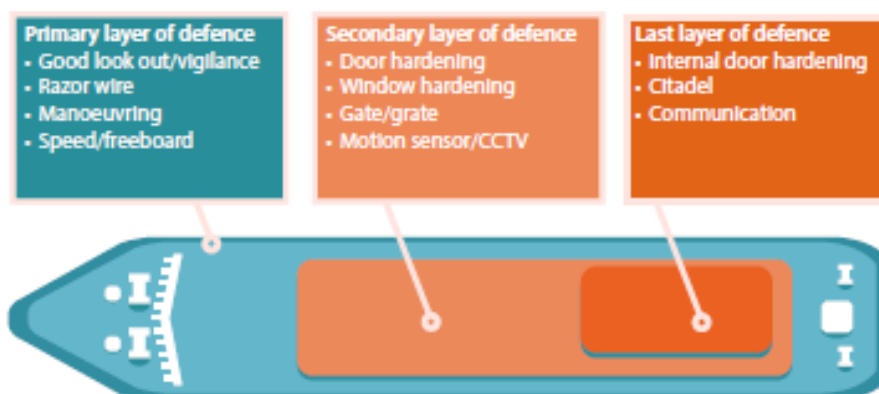 Primary layer of defence
- Good look out/vigilance
- Razor wire
- Manoeuvring
- Speed/freeboard
Secondary layer of defence
- Door hardening
- Window hardening
- Gate/grate
- Motion sensor/CCTV
Last layer of defence
- Internal door hardening
- Citadel
- Communication